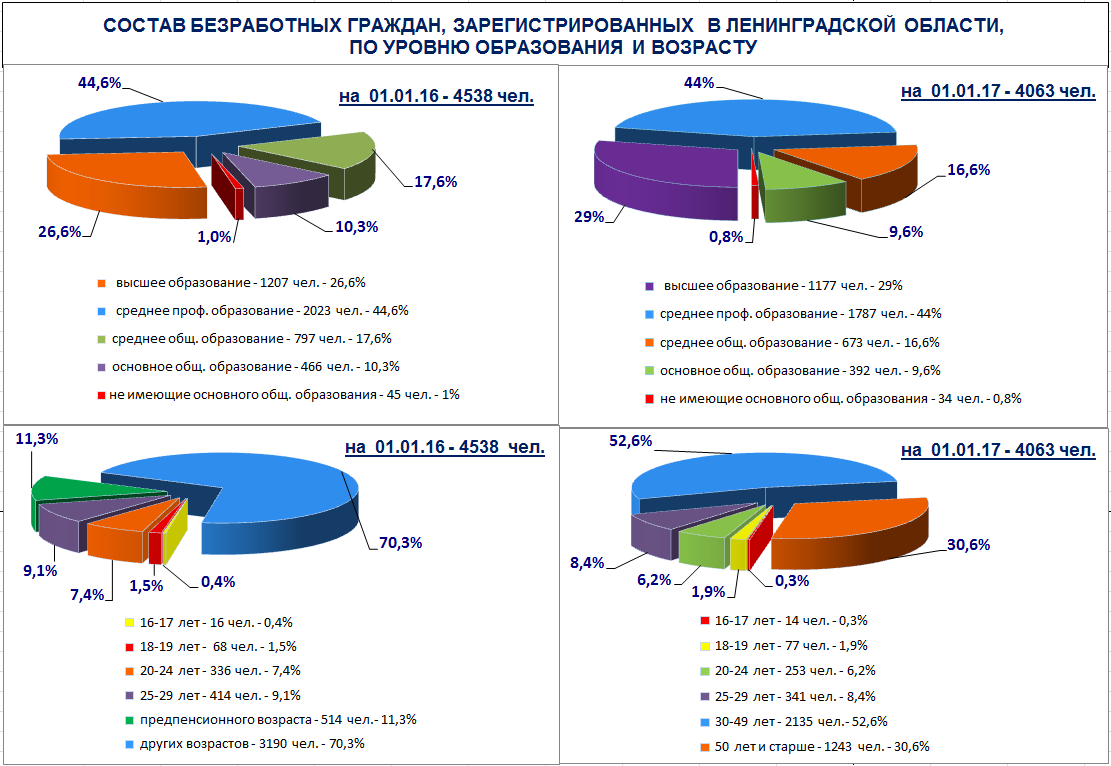 СОСТАВ БЕЗРАБОТНЫХ ГРАЖДАН, ЗАРЕГИСТРИРОВАННЫХ В ЛЕНИНГРАДСКОЙ ОБЛАСТИ,
ПО УРОВНЮ ОБРАЗОВАНИЯ И ВОЗРАСТУ
на 01.01.16 - 4538 чел.
44,6%
17,6%
10,3%
1,0%
26,6%
высшее образование - 1207 чел. - 26,6%
среднее проф. образование - 2023 чел. - 44,6%
среднее общ. образование - 797 чел. - 17,6%
основное общ. образование - 466 чел. - 10,3%
не имеющие основного общ. образования - 45 чел. - 1%
на 01.01.17 - 4063 чел.
44%
16,6%
9,6%
0,8%
29%
высшее образование - 1177 чел. - 29%
среднее проф. образование - 1787 чел. - 44%
среднее общ. образование - 673 чел. - 16,6%
основное общ. образование - 392 чел. - 9,6%
не имеющие основного общ. образования - 34 чел. - 0,8%
на 01.01.16 - 4538 чел.
11,3%
70,3%
9,1%
7,4%
1,5%
0,4%
16-17 лет - 16 чел. - 0,4%
18-19 лет - 68 чел. - 1,5%
20-24 лет - 336 чел. - 7,4%
25-29 лет - 414 чел. - 9,1%
предпенсионного возраста - 514 чел. - 11,3%
других возрастов - 3190 чел. - 70,3%
на 01.01.17 - 4063 чел.
52,6%
30,6%
8,4%
6,2%
1,9%
0,3%
16-17 лет - 14 чел. - 0,3%
18-19 лет - 77 чел. - 1,9%
20-24 лет - 253 чел. - 6,2%
25-29 лет - 341 чел. - 8,4%
30-49 лет - 2135 чел. - 52,6%
50 лет и старше - 1243 чел. - 30,6%